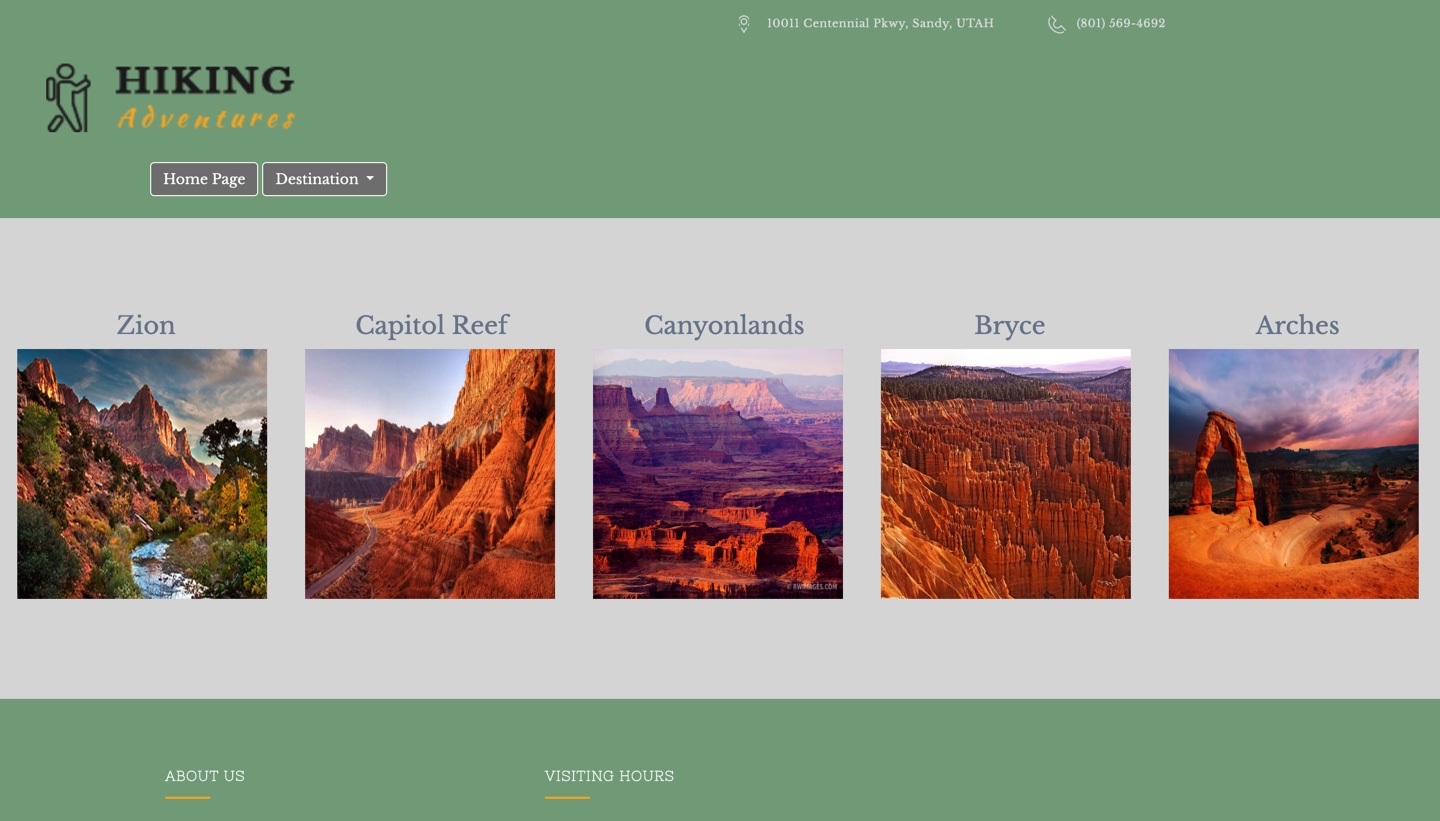 10011 Centennial Pkwy, Sandy, UTAH
(801) 569-4692
HIKING
Adventures
Home Page
Destination
Zion
Capitol Reef
Canyonlands
Bryce
Arches
© RWIMAGES.COM
ABOUT US
VISITING HOURS